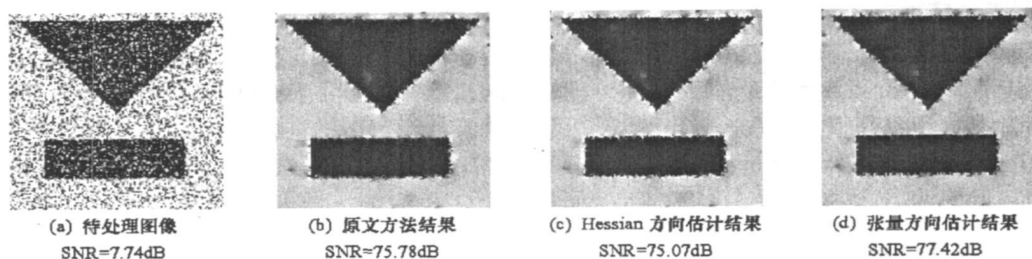 (a) 待处理图像
SNR=7.74dB
(b) 原文方法结果
SNR=75.78dB
(c) Hessian 方向估计结果
SNR=75.07dB
(d) 张量方向估计结果
SNR=77.42dB